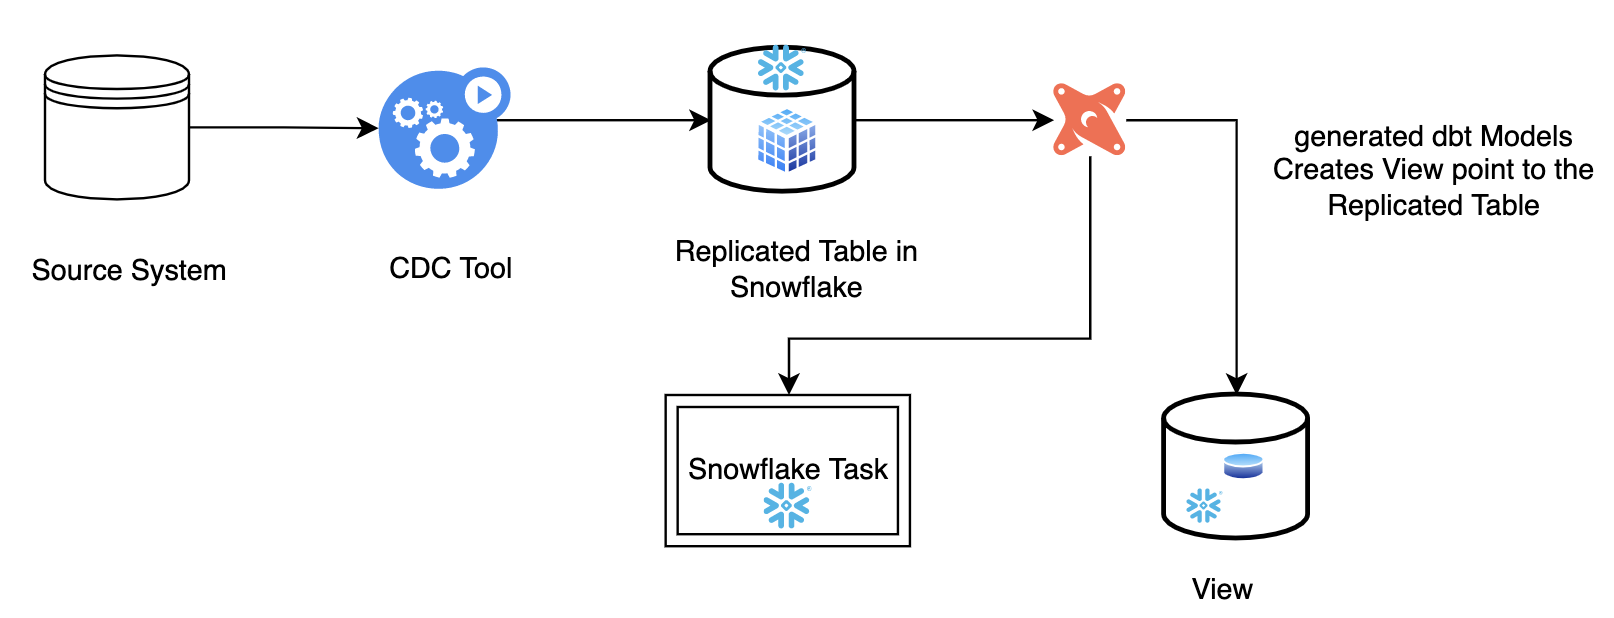 generated dbt Models
Creates View point to the
Replicated Table
Source System
CDC Tool
Replicated Table in
Snowflake
Snowflake Task
View